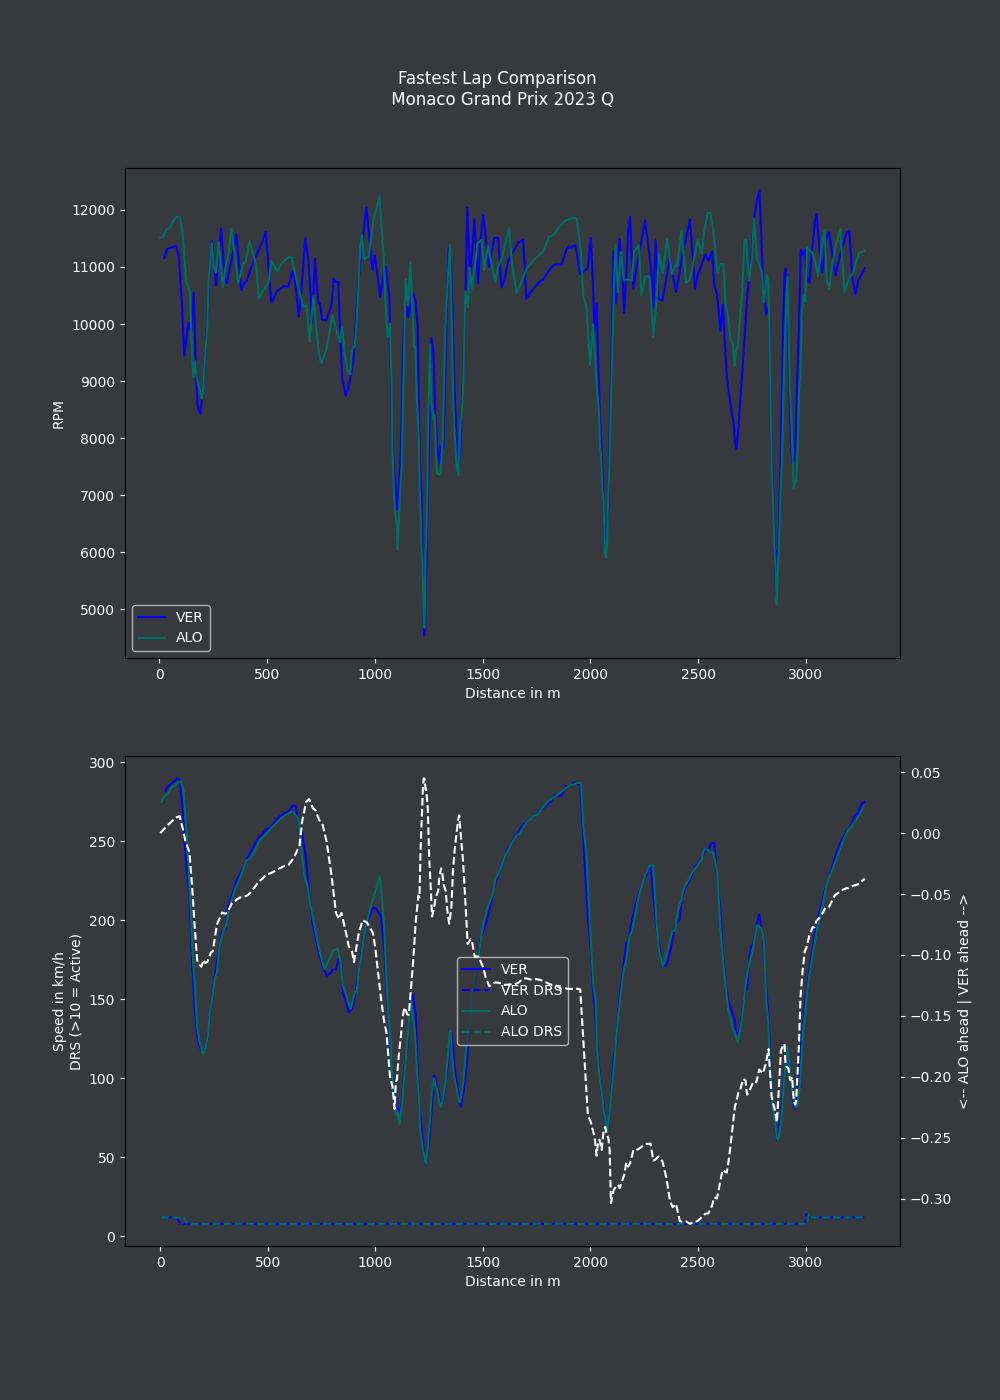 Fastest Lap Comparison
Monaco Grand Prix 2023 Q
12000
11000
10000
9000
8000
7000
6000
5000
RPM
VER
ALO
0 500 1000 1500 2000 2500 3000
Distance in m
300
250
200
150
100
50
0
Speed in km/h
DRS (>10 = Active)
VER
VER DRS
ALO
ALO DRS
0.05
0.00
−0.05
−0.10
−0.15
−0.20
−0.25
−0.30
<-- ALO ahead | VER ahead -->
0 500 1000 1500 2000 2500 3000
Distance in m